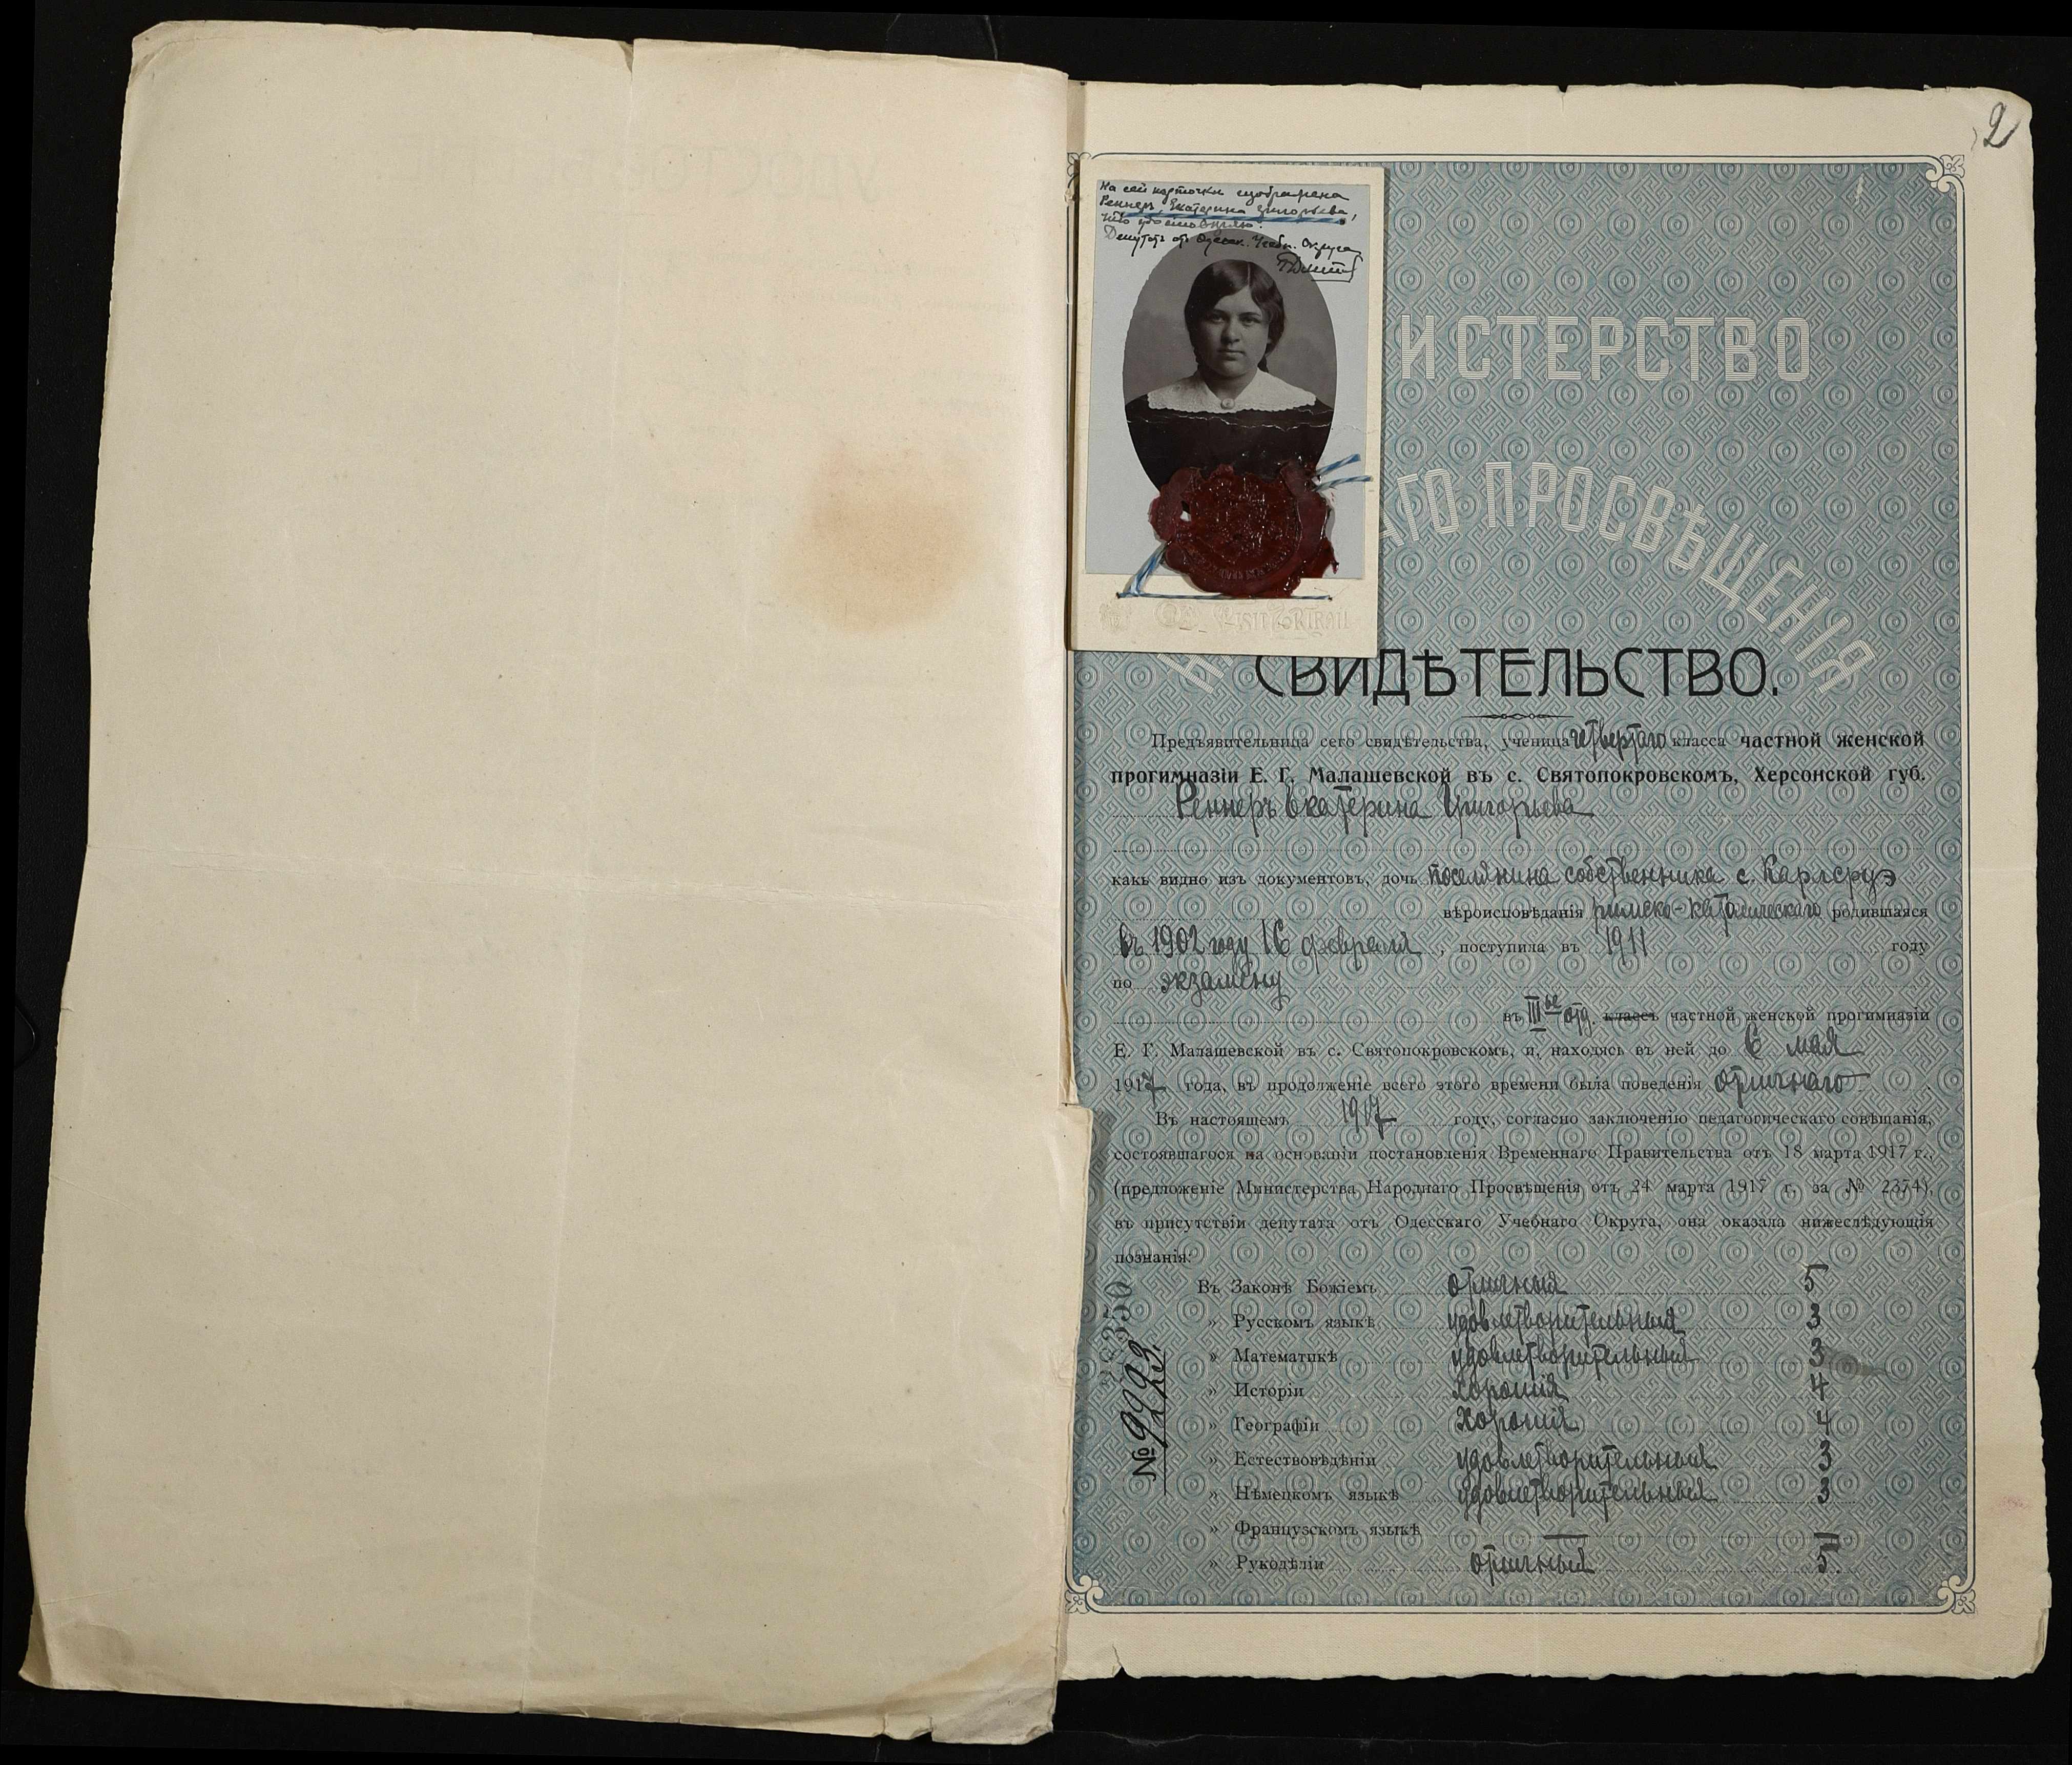 2
На сей карточке изображена
Реннеръ Екатерина Григорьева,
что удостовѣряю.
Депутатъ отъ Одесск. Учебн. Округа
VISIT PORTRAIT
ИСТЕРСТВО
АГО ПРОСВѢЩЕНІЯ
СВИДѢТЕЛЬСТВО.
Предъявительница сего свидѣтельства, ученица четвертаго класса частной женской
прогимназіи Е. Г. Малашевской въ с. Святопокровскомъ, Херсонской губ.
Реннеръ Екатерина Григорьева
какъ видно изъ документовъ, дочь поселянина собственника с. Карлсруэ
вѣроисповѣданія римско-католическаго родившаяся
въ 1902 году 16 февраля, поступила въ 1911 году
по экзамену
въ III-ье отд. классъ частной женской прогимназіи
Е. Г. Малашевской въ с. Святопокровскомъ, и, находясь въ ней до 6 мая
1917 года, въ продолженіе всего этого времени была поведенія отличнаго
Въ настоящемъ 1917 году, согласно заключенію педагогическаго совѣщанія,
состоявшагося на основаніи постановленія Временнаго Правительства отъ 18 марта 1917 г.,
(предложеніе Министерства Народнаго Просвѣщенія отъ 24 марта 1917 г. за № 2374),
въ присутствіи депутата отъ Одесскаго Учебнаго Округа, она оказала нижеслѣдующія
познанія:
Въ Законѣ Божіемъ отличныя 5
» Русскомъ языкѣ удовлетворительныя 3
» Математикѣ удовлетворительныя 3
» Исторіи хорошія 4
» Географіи хорошія 4
» Естествовѣдѣніи удовлетворительныя 3
» Нѣмецкомъ языкѣ удовлетворительныя 3
» Французскомъ языкѣ — —
» Рукодѣліи отличныя 5.
№ 9993.